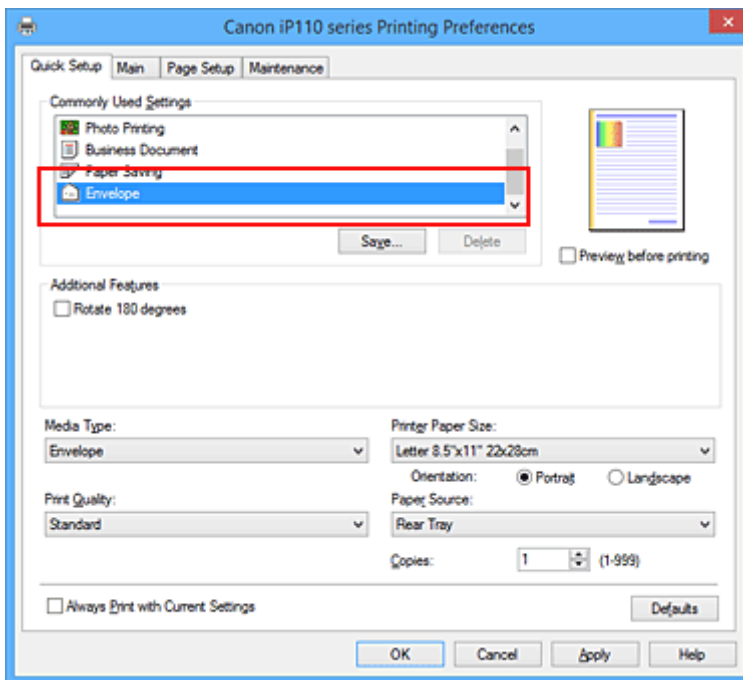 Canon iP110 series Printing Preferences
Quick Setup Main Page Setup Maintenance
Commonly Used Settings
Photo Printing
Business Document
Paper Saving
Envelope
Save... Delete
Preview before printing
Additional Features
Rotate 180 degrees
Media Type: Printer Paper Size:
Envelope Letter 8.5"x11" 22x28cm
Orientation: Portrait Landscape
Print Quality: Paper Source:
Standard Rear Tray
Copies: 1 (1-999)
Always Print with Current Settings Defaults
OK Cancel Apply Help